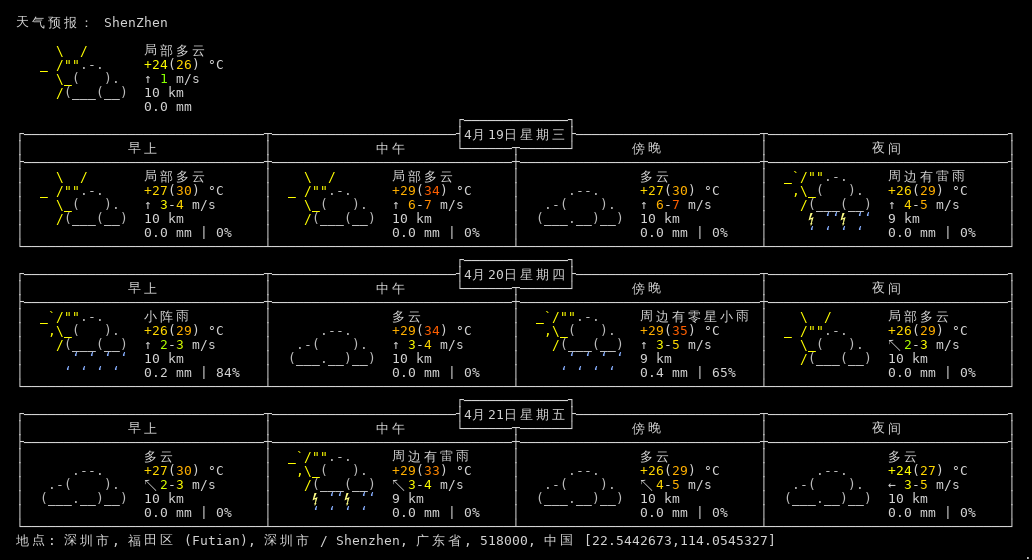 天气预报： ShenZhen
局部多云
+24(26) °C
↑ 1 m/s
10 km
0.0 mm
4月19日星期三
早上 中午 傍晚 夜间
局部多云 局部多云 多云 周边有雷雨
+27(30) °C +29(34) °C +27(30) °C +26(29) °C
↑ 3-4 m/s ↑ 6-7 m/s ↑ 6-7 m/s ↑ 4-5 m/s
10 km 10 km 10 km 9 km
0.0 mm | 0% 0.0 mm | 0% 0.0 mm | 0% 0.0 mm | 0%
4月20日星期四
早上 中午 傍晚 夜间
小阵雨 多云 周边有零星小雨 局部多云
+26(29) °C +29(34) °C +29(35) °C +26(29) °C
↑ 2-3 m/s ↑ 3-4 m/s ↑ 3-5 m/s ↖ 2-3 m/s
10 km 10 km 9 km 10 km
0.2 mm | 84% 0.0 mm | 0% 0.4 mm | 65% 0.0 mm | 0%
4月21日星期五
早上 中午 傍晚 夜间
多云 周边有雷雨 多云 多云
+27(30) °C +29(33) °C +26(29) °C +24(27) °C
↖ 2-3 m/s ↖ 3-4 m/s ↖ 4-5 m/s ← 3-5 m/s
10 km 9 km 10 km 10 km
0.0 mm | 0% 0.0 mm | 0% 0.0 mm | 0% 0.0 mm | 0%
地点: 深圳市, 福田区 (Futian), 深圳市 / Shenzhen, 广东省, 518000, 中国 [22.5442673,114.0545327]